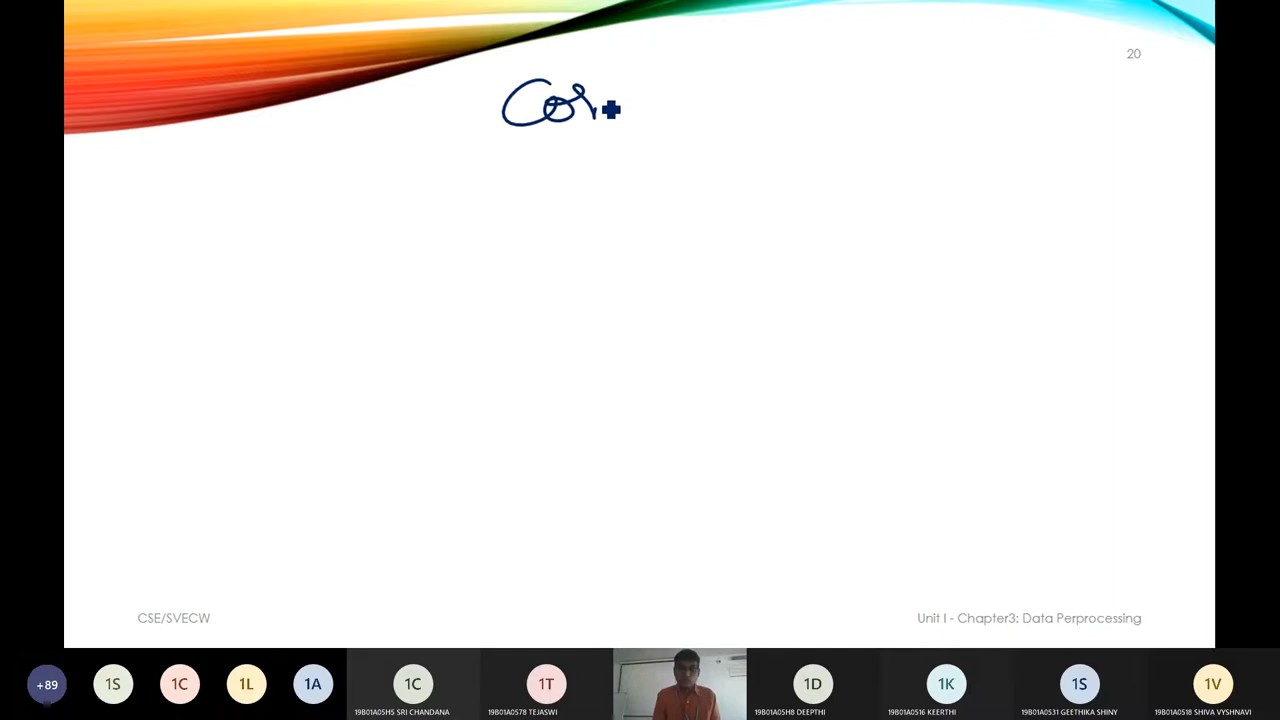 20
Cor
CSE/SVECW
Unit I - Chapter3: Data Perprocessing
+89
1S
1C
1L
1A
1C
1T
1D
1K
1S
1V
19B01A05H5 SRI CHANDANA
19B01A0578 TEJASWI
19B01A05H8 DEEPTHI
19B01A0516 KEERTHI
19B01A0531 GEETHIKA SHINY
19B01A0518 SHIVA VYSHNAVI